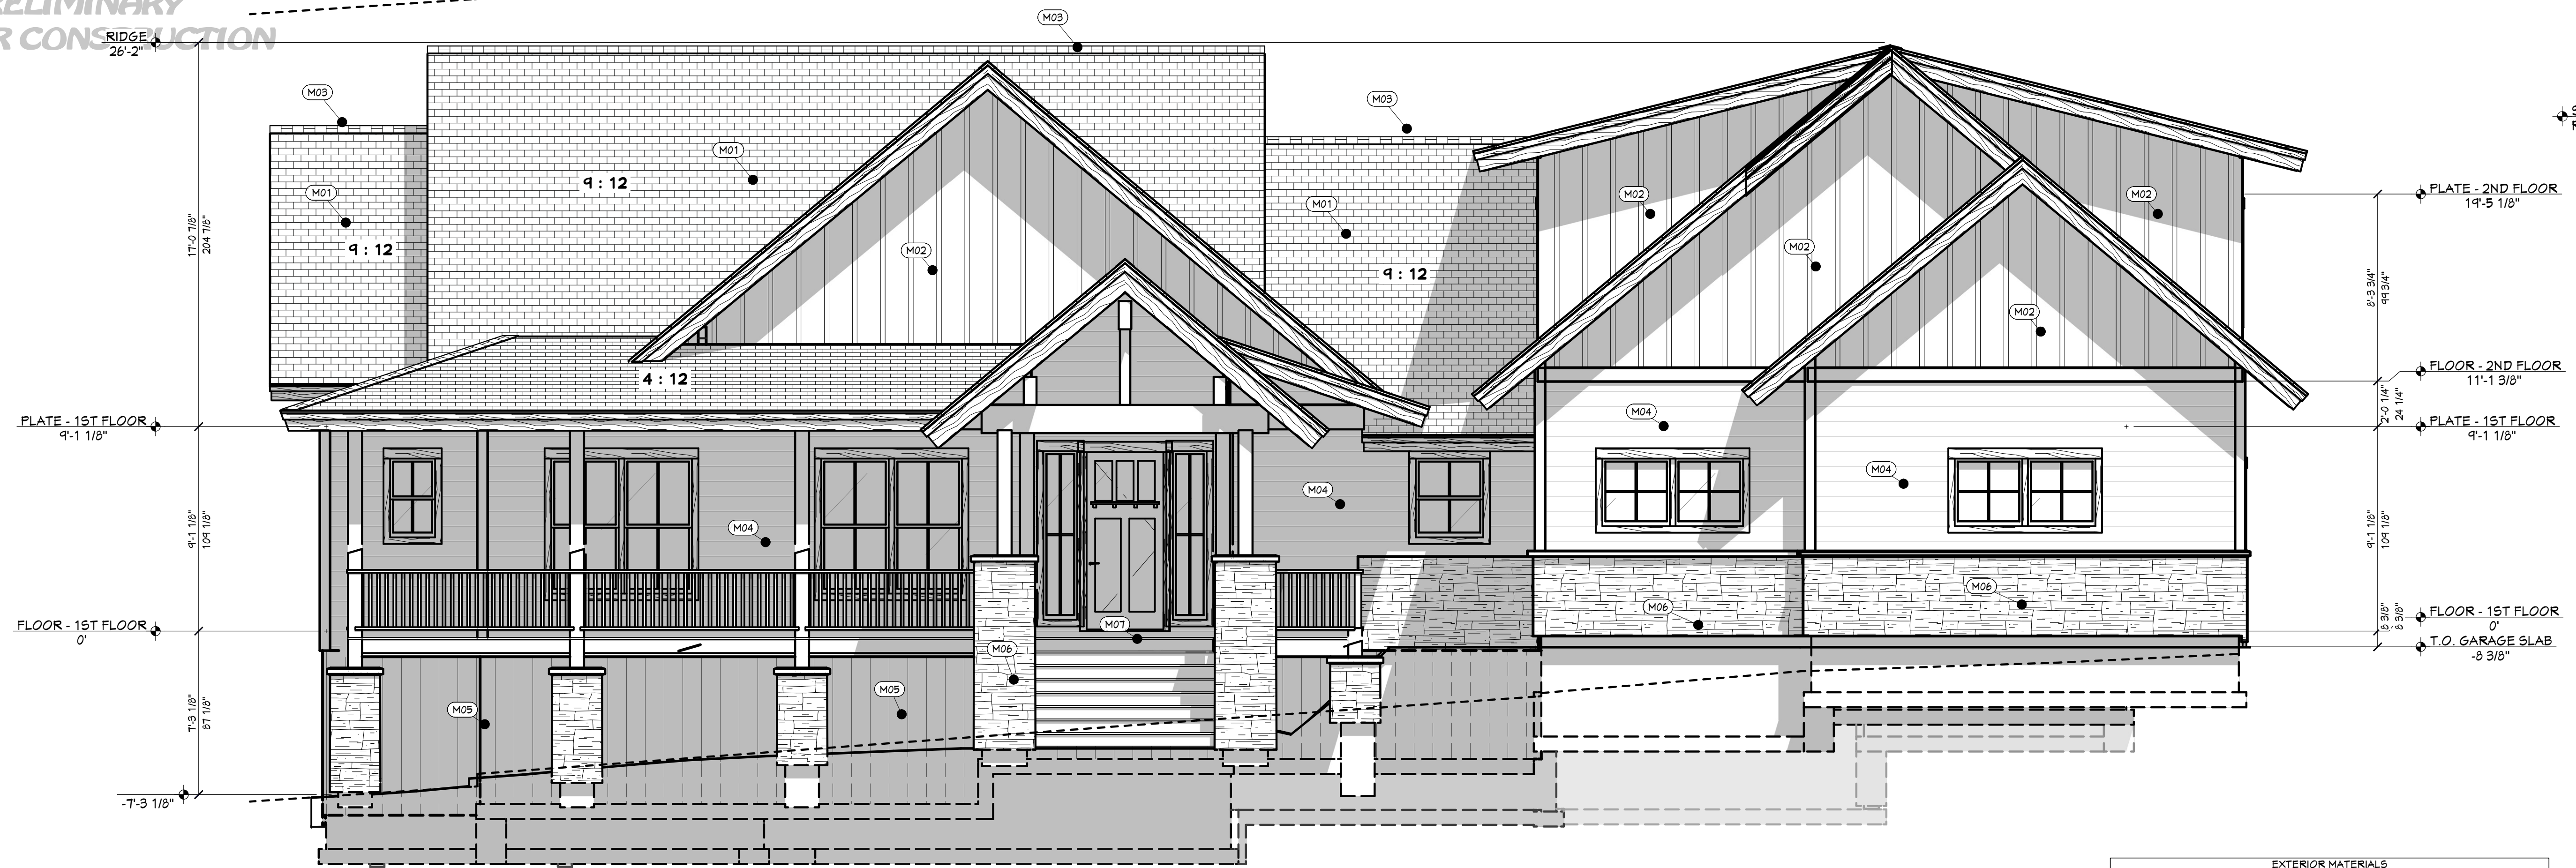 RELIMINARY
R CONSTRUCTION
RIDGE
26'-2"
M03
M03
M03
M01
M01
M01
9 : 12
9 : 12
9 : 12
4 : 12
M02
M02
M02
M02
M02
PLATE - 2ND FLOOR
19'-5 1/8"
17'-0 7/8"
204 7/8"
8'-3 3/4"
99 3/4"
FLOOR - 2ND FLOOR
11'-1 3/8"
2'-0 1/4"
24 1/4"
PLATE - 1ST FLOOR
9'-1 1/8"
PLATE - 1ST FLOOR
9'-1 1/8"
M04
M04
M04
M04
9'-1 1/8"
109 1/8"
9'-1 1/8"
109 1/8"
M06
M06
M06
M07
FLOOR - 1ST FLOOR
0'
FLOOR - 1ST FLOOR
0'
8 3/8"
8 3/8"
T.O. GARAGE SLAB
-8 3/8"
M05
M05
7'-3 1/8"
87 1/8"
-7'-3 1/8"
EXTERIOR MATERIALS